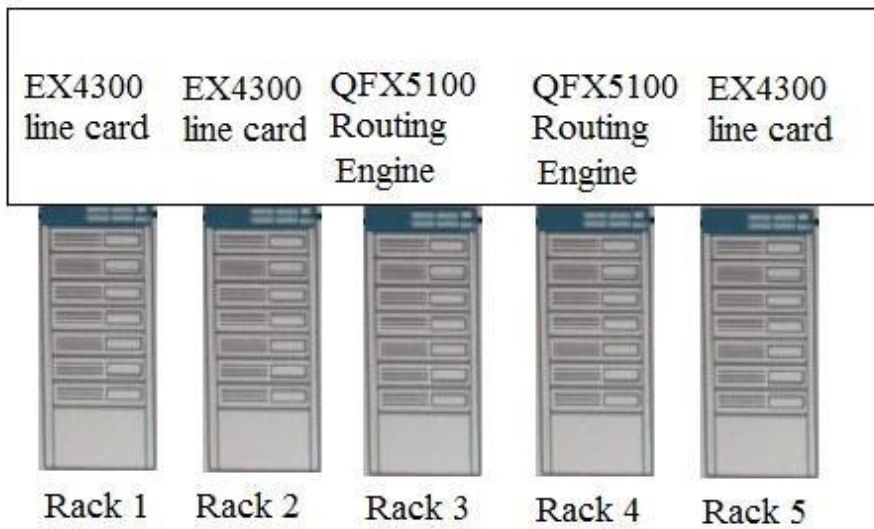 EX4300
line card
EX4300
line card
QFX5100
Routing
Engine
QFX5100
Routing
Engine
EX4300
line card
Rack 1
Rack 2
Rack 3
Rack 4
Rack 5